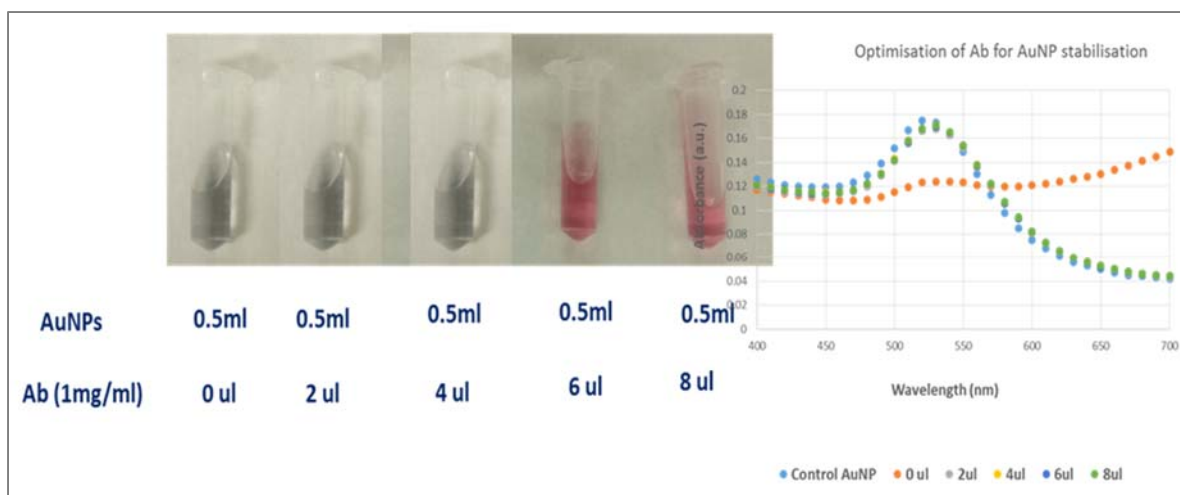 Optimisation of Ab for AuNP stabilisation
0.2
0.18
0.16
0.14
0.12
0.1
0.08
0.06
0.04
0.02
0
Absorbance (a.u.)
400 450 500 550 600 650 700
Wavelength (nm)
AuNPs 0.5ml 0.5ml 0.5ml 0.5ml 0.5ml
Ab (1mg/ml) 0 ul 2 ul 4 ul 6 ul 8 ul
Control AuNP 0 ul 2ul 4ul 6ul 8ul